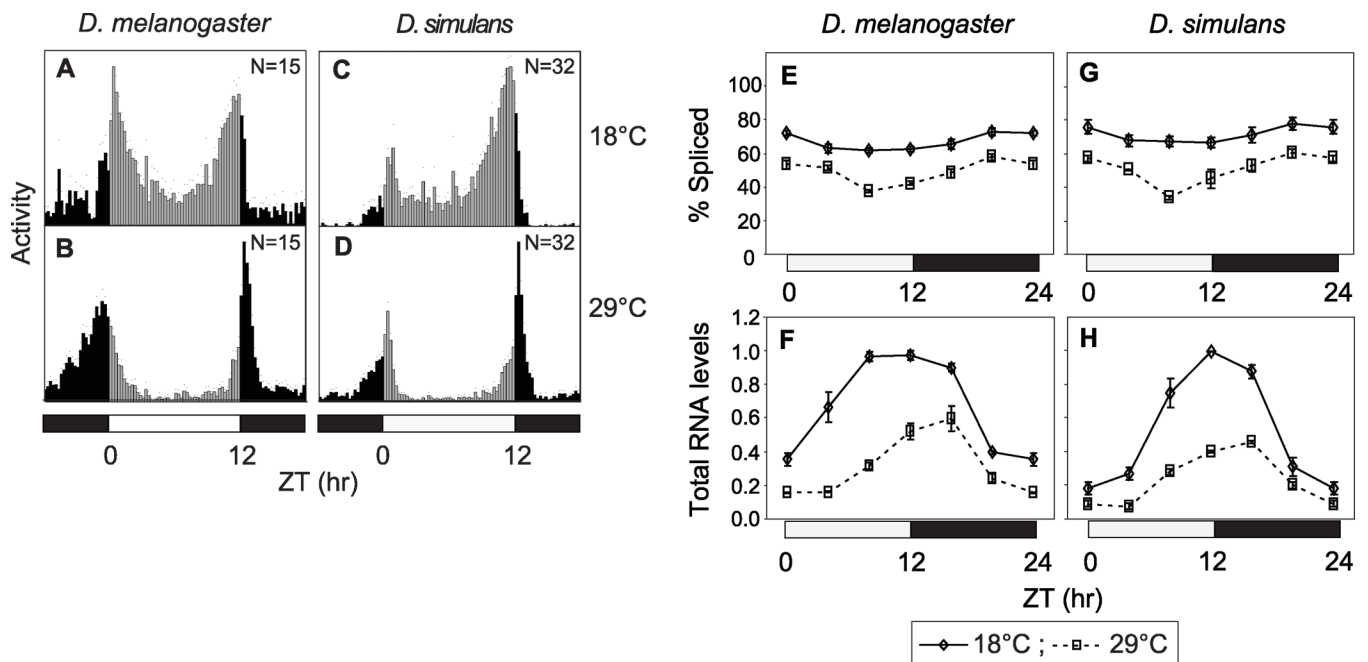 D. melanogaster
D. simulans
A
N=15
C
N=32
18°C
B
N=15
D
N=32
29°C
Activity
0
12
0
12
ZT (hr)
D. melanogaster
D. simulans
E
G
% Spliced
100
80
60
40
20
0
0
12
24
0
12
24
F
H
Total RNA levels
1.2
1.0
0.8
0.6
0.4
0.2
0.0
0
12
24
0
12
24
ZT (hr)
18°C ; 29°C